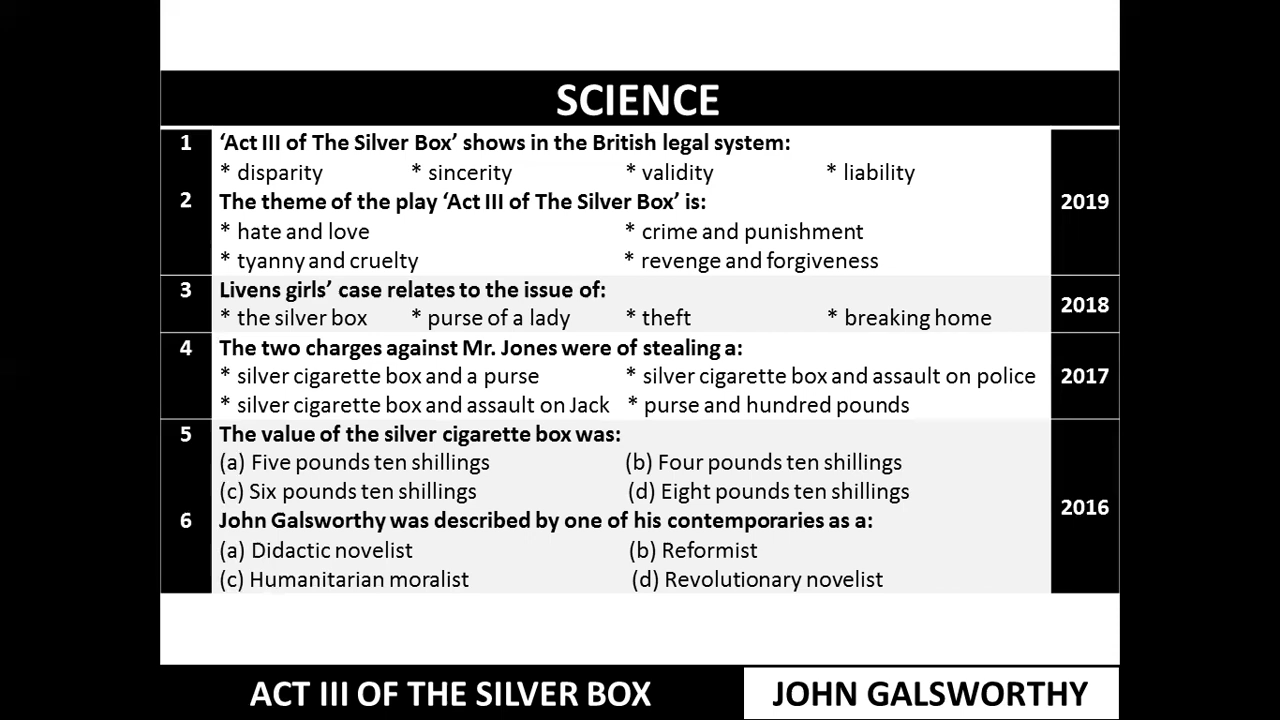 SCIENCE
1 ‘Act III of The Silver Box’ shows in the British legal system:
* disparity * sincerity * validity * liability
2 The theme of the play ‘Act III of The Silver Box’ is: 2019
* hate and love * crime and punishment
* tyanny and cruelty * revenge and forgiveness
3 Livens girls’ case relates to the issue of: 2018
* the silver box * purse of a lady * theft * breaking home
4 The two charges against Mr. Jones were of stealing a:
* silver cigarette box and a purse * silver cigarette box and assault on police 2017
* silver cigarette box and assault on Jack * purse and hundred pounds
5 The value of the silver cigarette box was:
(a) Five pounds ten shillings (b) Four pounds ten shillings
(c) Six pounds ten shillings (d) Eight pounds ten shillings 2016
6 John Galsworthy was described by one of his contemporaries as a:
(a) Didactic novelist (b) Reformist
(c) Humanitarian moralist (d) Revolutionary novelist
ACT III OF THE SILVER BOX JOHN GALSWORTHY